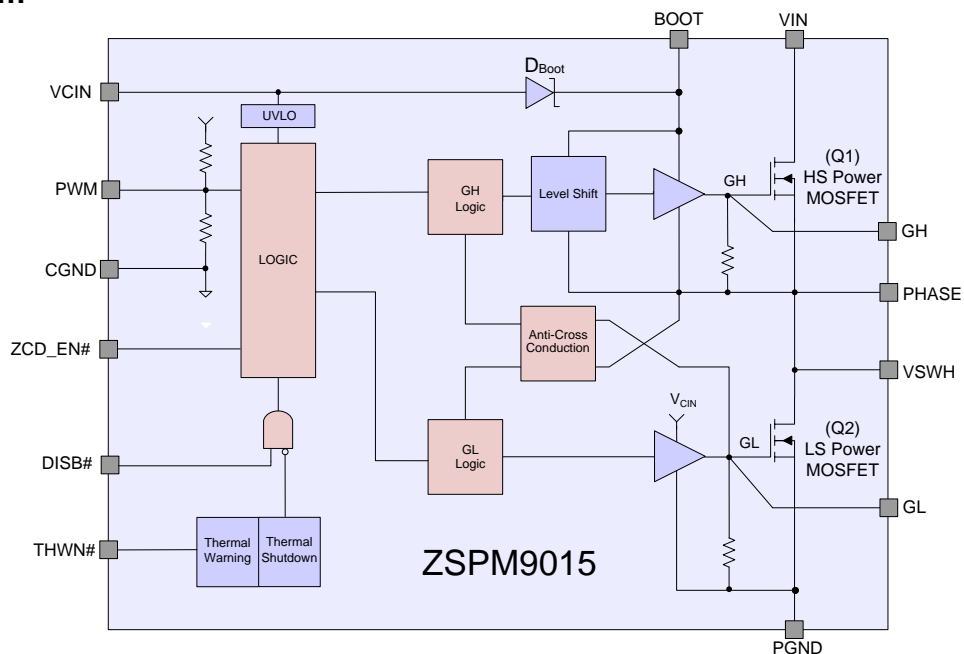 BOOT
VIN
VCIN
DBoot
UVLO
PWM
GH
Logic
Level Shift
GH
(Q1)
HS Power
MOSFET
GH
CGND
LOGIC
PHASE
ZCD_EN#
Anti-Cross
Conduction
VSWH
VCIN
GL
Logic
GL
(Q2)
LS Power
MOSFET
DISB#
GL
THWN#
Thermal
Warning
Thermal
Shutdown
ZSPM9015
PGND